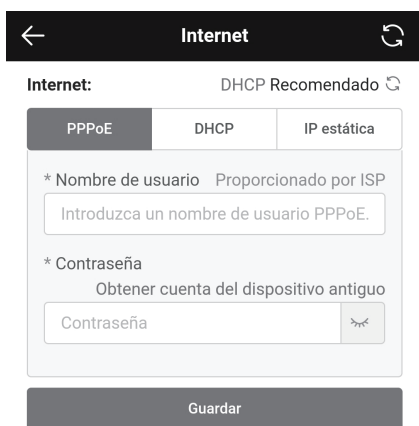 Internet
Internet: DHCP Recomendado
PPPoE DHCP IP estática
* Nombre de usuario Proporcionado por ISP
Introduzca un nombre de usuario PPPoE.
* Contraseña
Obtener cuenta del dispositivo antiguo
Contraseña
Guardar